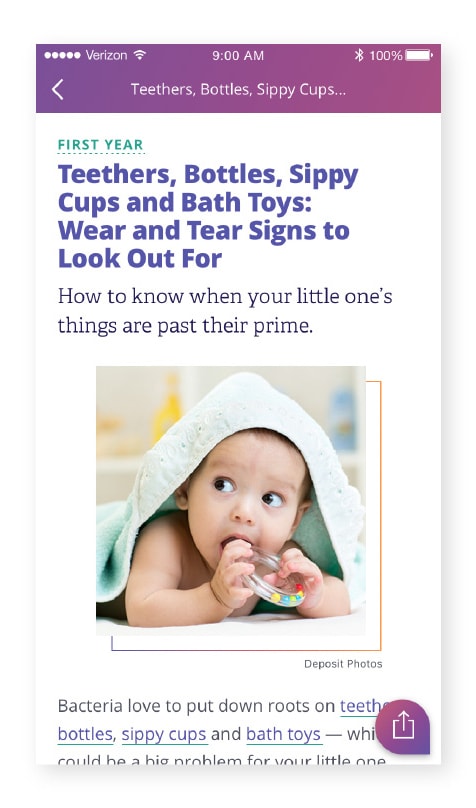 Verizon 9:00 AM 100%
Teethers, Bottles, Sippy Cups...
FIRST YEAR
Teethers, Bottles, Sippy
Cups and Bath Toys:
Wear and Tear Signs to
Look Out For
How to know when your little one’s
things are past their prime.
Deposit Photos
Bacteria love to put down roots on
bottles, sippy cups and bath toys —
could be a big problem for your little one